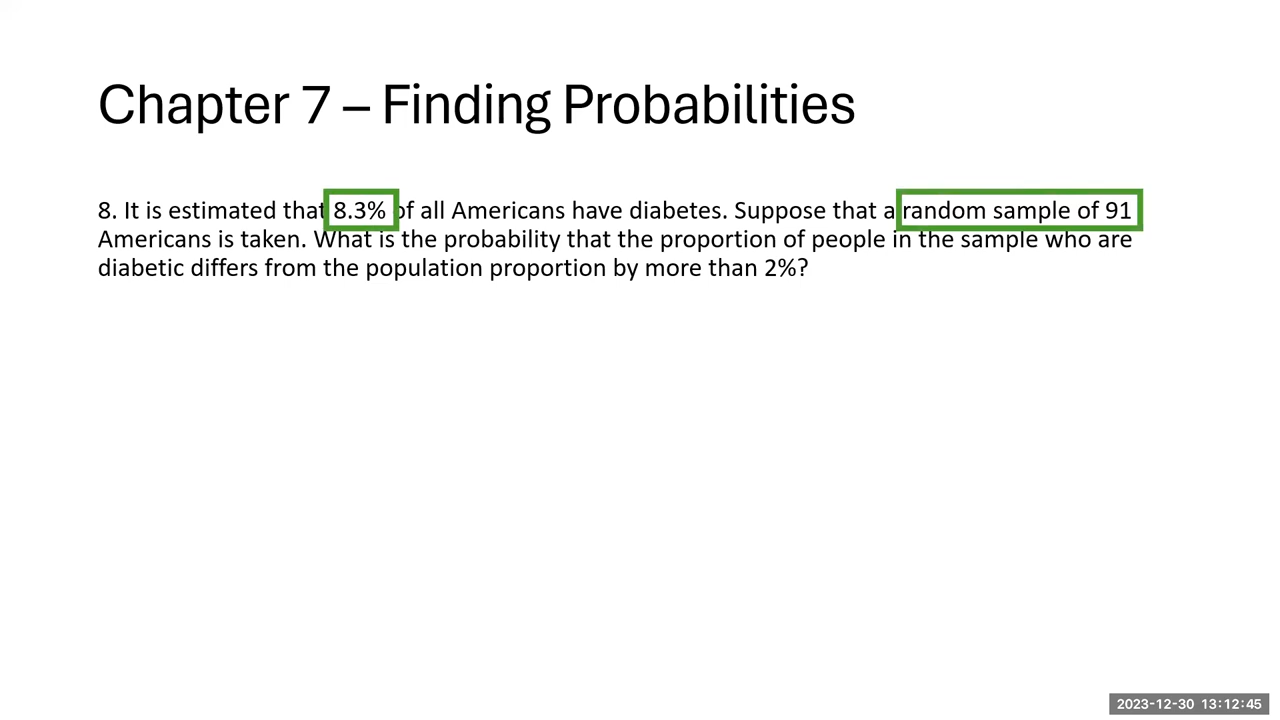 Chapter 7 – Finding Probabilities
8. It is estimated that 8.3% of all Americans have diabetes. Suppose that a random sample of 91
Americans is taken. What is the probability that the proportion of people in the sample who are
diabetic differs from the population proportion by more than 2%?
2023-12-30 13:12:45